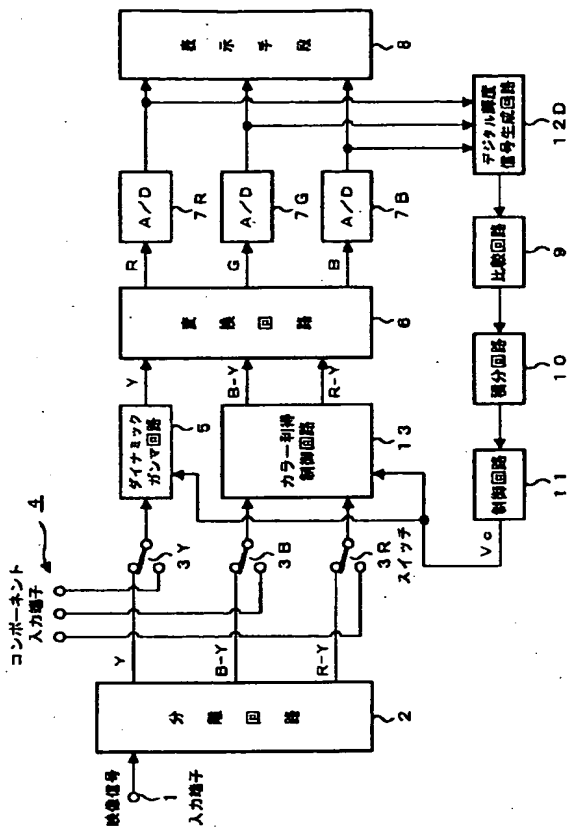 コンポーネント
入力端子
4
映像信号
1
入力端子
分離回路
2
Y
B-Y
R-Y
3Y
3B
3R
スイッチ
ダイナミック
ガンマ回路
5
カラー利得
制御回路
13
Y
B-Y
R-Y
変換回路
6
R
G
B
A/D
7R
A/D
7G
A/D
7B
表示手段
8
デジタル輝度
信号生成回路
12D
比較回路
9
積分回路
10
制御回路
11
Vc